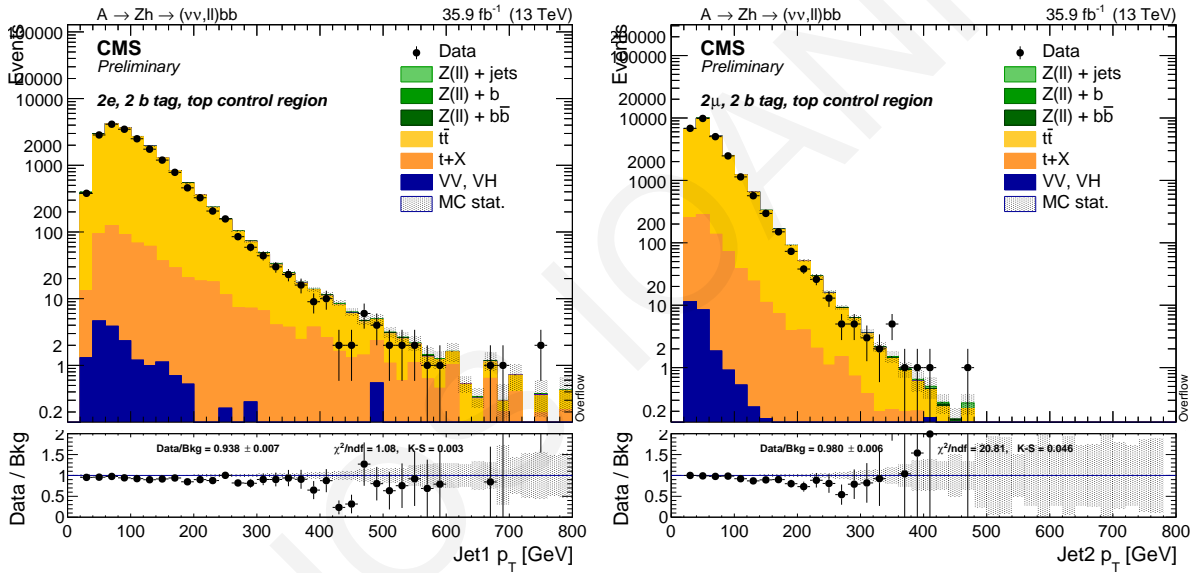 A → Zh → (νν,ll)bb
35.9 fb⁻¹ (13 TeV)
Events
CMS
Preliminary
2e, 2 b tag, top control region
Data
Z(ll) + jets
Z(ll) + b
Z(ll) + bb̅
tt̅
t+X
VV, VH
MC stat.
100000
10000
1000
200
100
20
10
2
1
0.2
Overflow
Data / Bkg
Data/Bkg = 0.938 ± 0.007
χ²/ndf = 1.08, K-S = 0.003
2
1.5
1
0.5
0
0 100 200 300 400 500 600 700 800
Jet1 p_T [GeV]
A → Zh → (νν,ll)bb
35.9 fb⁻¹ (13 TeV)
Events
CMS
Preliminary
2μ, 2 b tag, top control region
Data
Z(ll) + jets
Z(ll) + b
Z(ll) + bb̅
tt̅
t+X
VV, VH
MC stat.
100000
20000
10000
2000
1000
200
100
20
10
2
1
0.2
Overflow
Data / Bkg
Data/Bkg = 0.980 ± 0.006
χ²/ndf = 20.81, K-S = 0.046
2
1.5
1
0.5
0
0 100 200 300 400 500 600 700 800
Jet2 p_T [GeV]